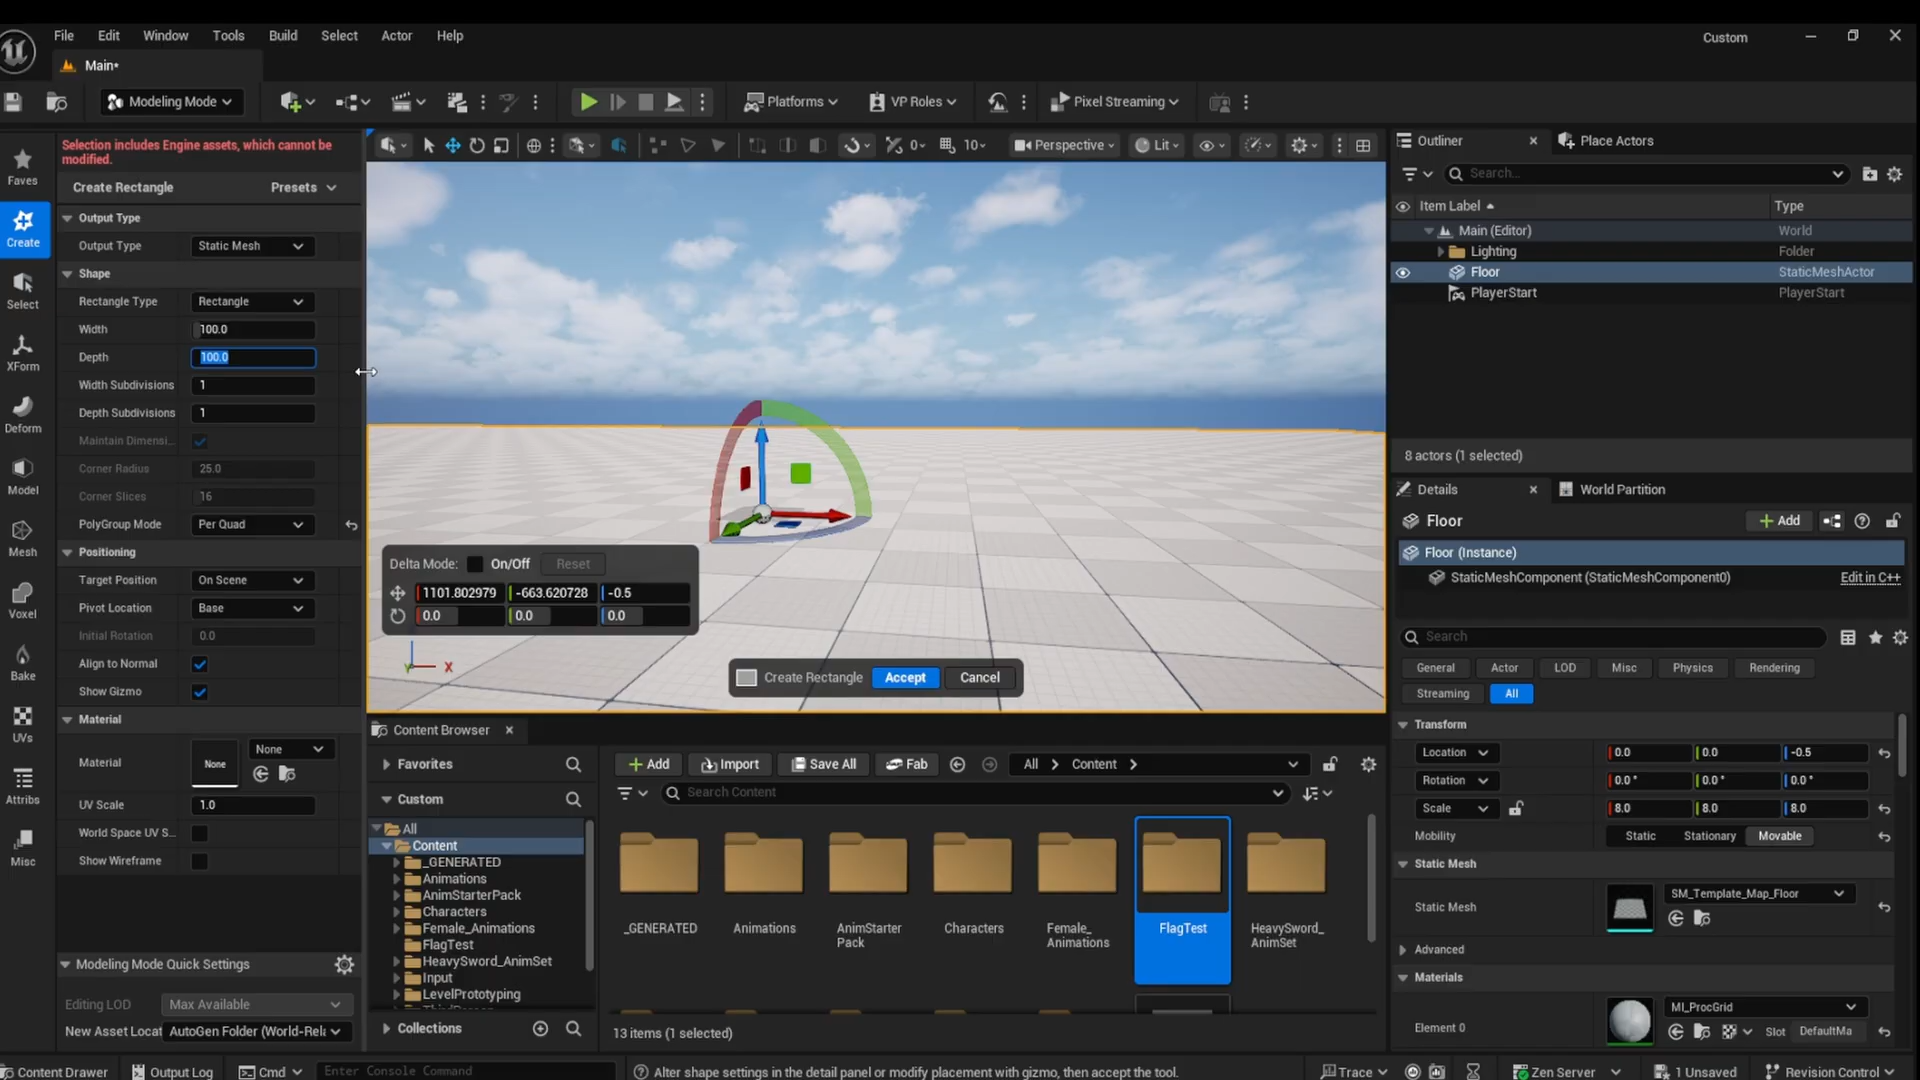 File Edit Window Tools Build Select Actor Help
Custom
Main•
Modeling Mode
Platforms
VP Roles
Pixel Streaming
Selection includes Engine assets, which cannot be
modified.
Create Rectangle Presets
Output Type
Output Type Static Mesh
Shape
Rectangle Type Rectangle
Width 100.0
Depth 100.0
Width Subdivisions 1
Depth Subdivisions 1
Maintain Dimensi...
Corner Radius 25.0
Corner Slices 16
PolyGroup Mode Per Quad
Positioning
Target Position On Scene
Pivot Location Base
Initial Rotation 0.0
Align to Normal
Show Gizmo
Material
Material None None
UV Scale 1.0
World Space UV S...
Show Wireframe
Modeling Mode Quick Settings
Editing LOD Max Available
New Asset Locat AutoGen Folder (World-Rela
Faves
Create
Select
XForm
Deform
Model
Mesh
Voxel
Bake
UVs
Attribs
Misc
0 10 Perspective Lit
Delta Mode: On/Off Reset
1101.802979 -663.620728 -0.5
0.0 0.0 0.0
X
Create Rectangle Accept Cancel
Content Browser
Favorites
Custom
All
Content
_GENERATED
Animations
AnimStarterPack
Characters
Female_Animations
FlagTest
HeavySword_AnimSet
Input
LevelPrototyping
Collections
Add Import Save All Fab All Content
Search Content
_GENERATED
Animations
AnimStarter
Pack
Characters
Female_
Animations
FlagTest
HeavySword_
AnimSet
13 items (1 selected)
Outliner Place Actors
Search...
Item Label Type
Main (Editor) World
Lighting Folder
Floor StaticMeshActor
PlayerStart PlayerStart
8 actors (1 selected)
Details World Partition
Floor Add
Floor (Instance)
StaticMeshComponent (StaticMeshComponent0) Edit in C++
Search
General Actor LOD Misc Physics Rendering
Streaming All
Transform
Location 0.0 0.0 -0.5
Rotation 0.0° 0.0° 0.0°
Scale 8.0 8.0 8.0
Mobility Static Stationary Movable
Static Mesh
Static Mesh SM_Template_Map_Floor
Advanced
Materials
Element 0 MI_ProcGrid
Slot DefaultMa
Content Drawer Output Log Cmd Enter Console Command
Alter shape settings in the detail panel or modify placement with gizmo, then accept the tool.
Trace Zen Server 1 Unsaved Revision Control